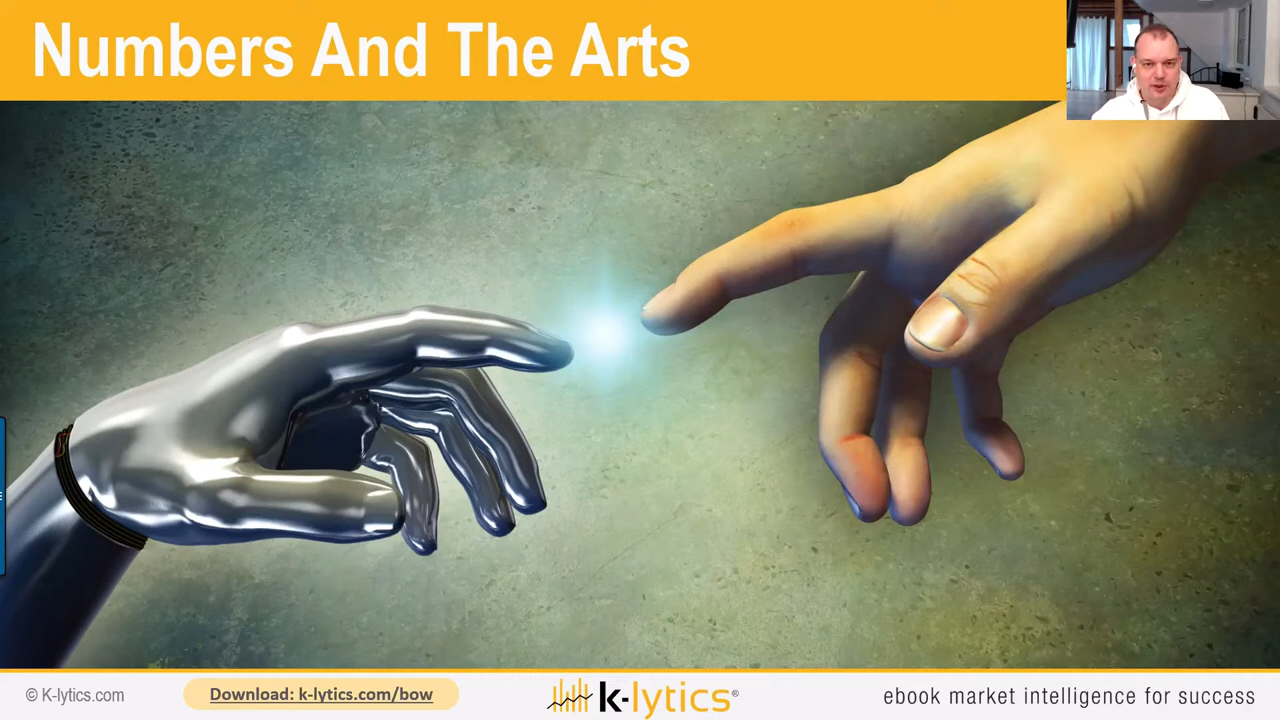 Numbers And The Arts
© K-lytics.com
Download: k-lytics.com/bow
k-lytics®
ebook market intelligence for success